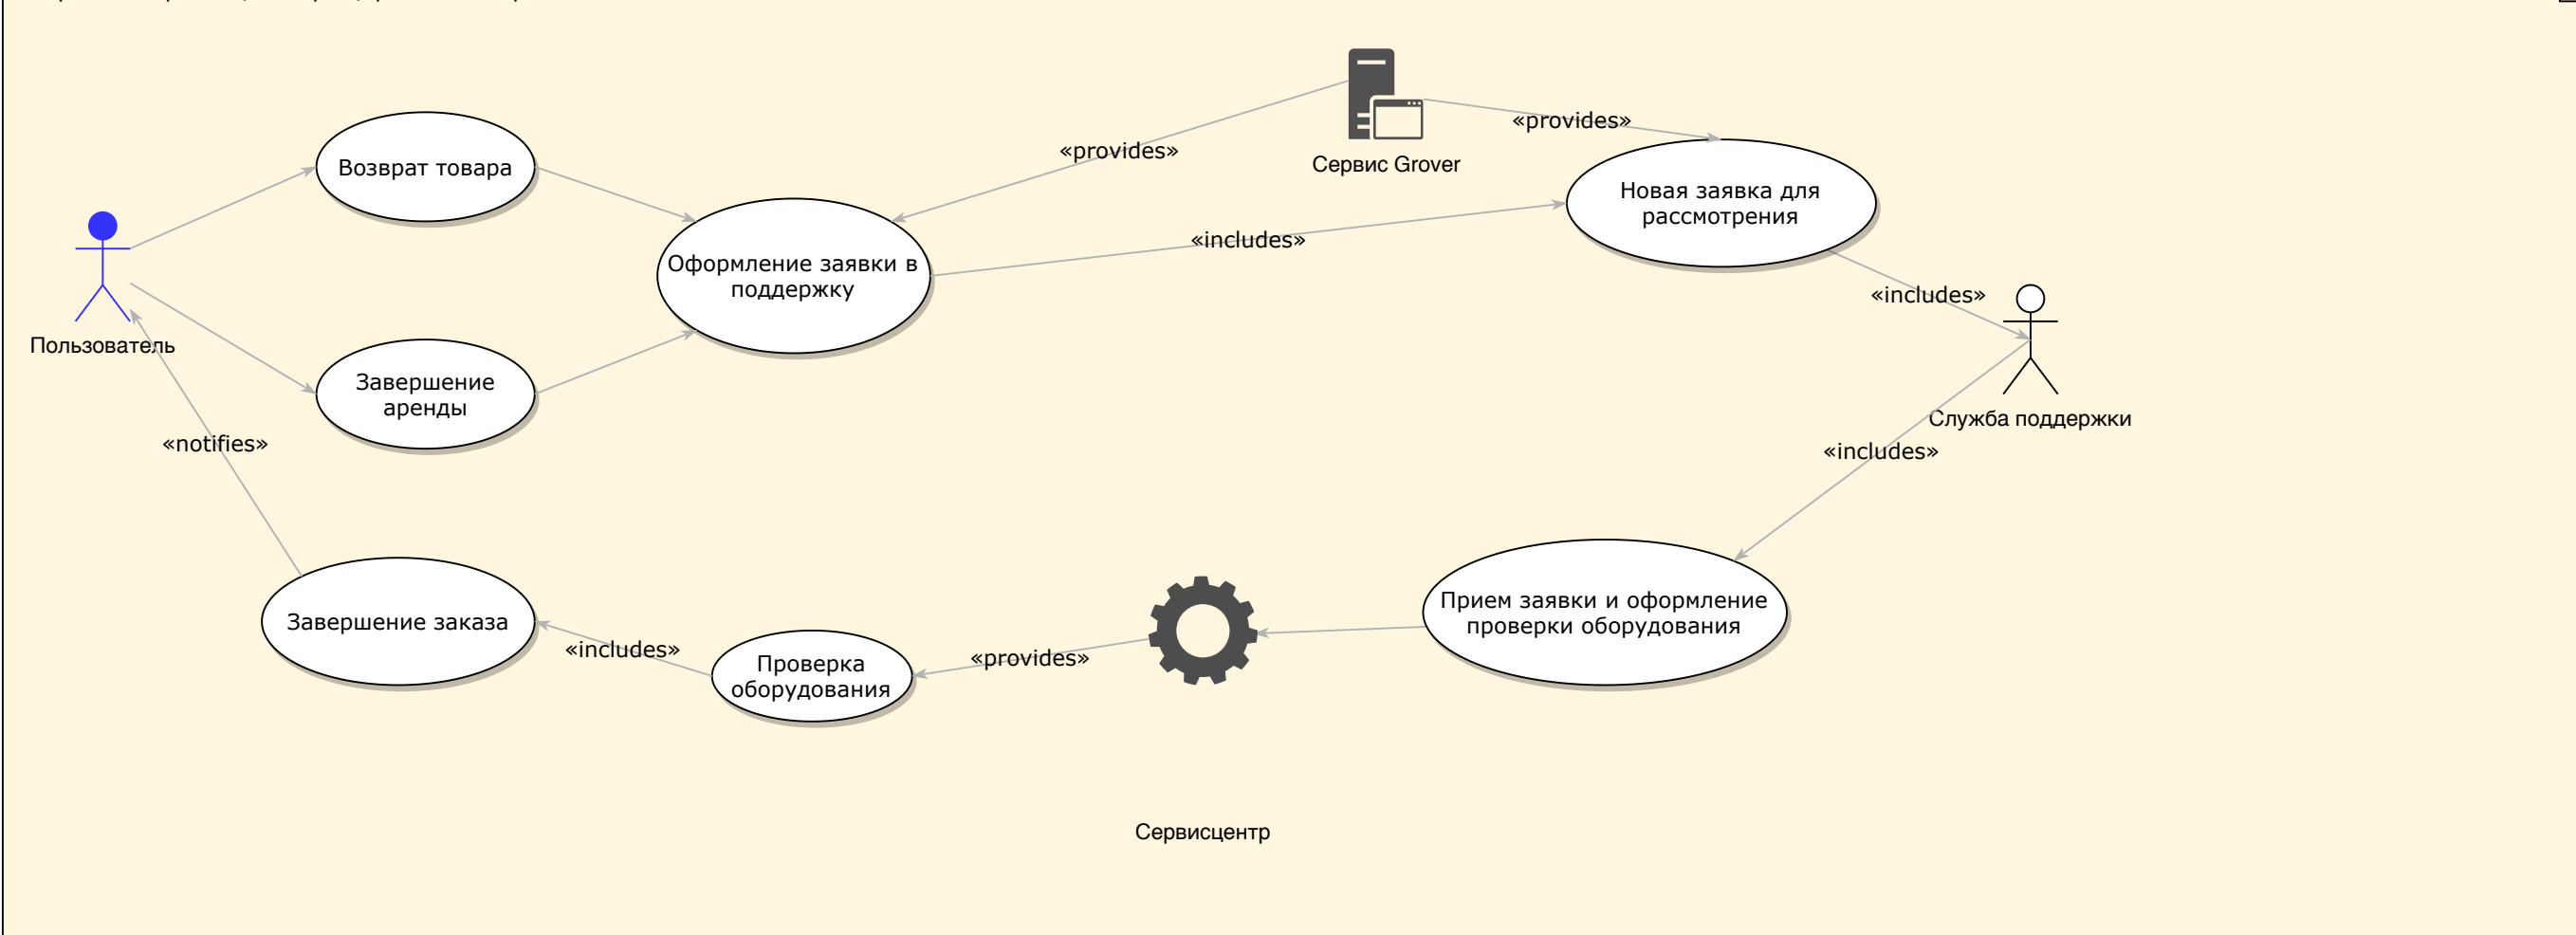 «provides»
«provides»
Сервис Grover
Возврат товара
Новая заявка для
рассмотрения
«includes»
Оформление заявки в
поддержку
«includes»
Пользователь
Завершение
аренды
Служба поддержки
«notifies»
«includes»
Прием заявки и оформление
проверки оборудования
Завершение заказа
«includes»
«provides»
Проверка
оборудования
Сервисцентр